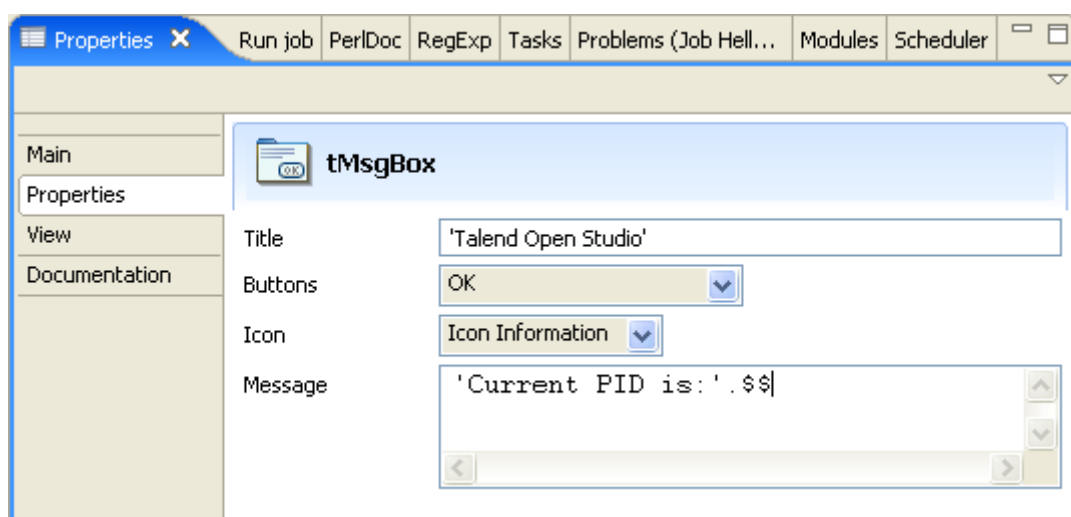 Properties Run job PerlDoc RegExp Tasks Problems (Job Hell... Modules Scheduler
Main
Properties
View
Documentation
OK tMsgBox
Title 'Talend Open Studio'
Buttons OK
Icon Icon Information
Message 'Current PID is:'.$$